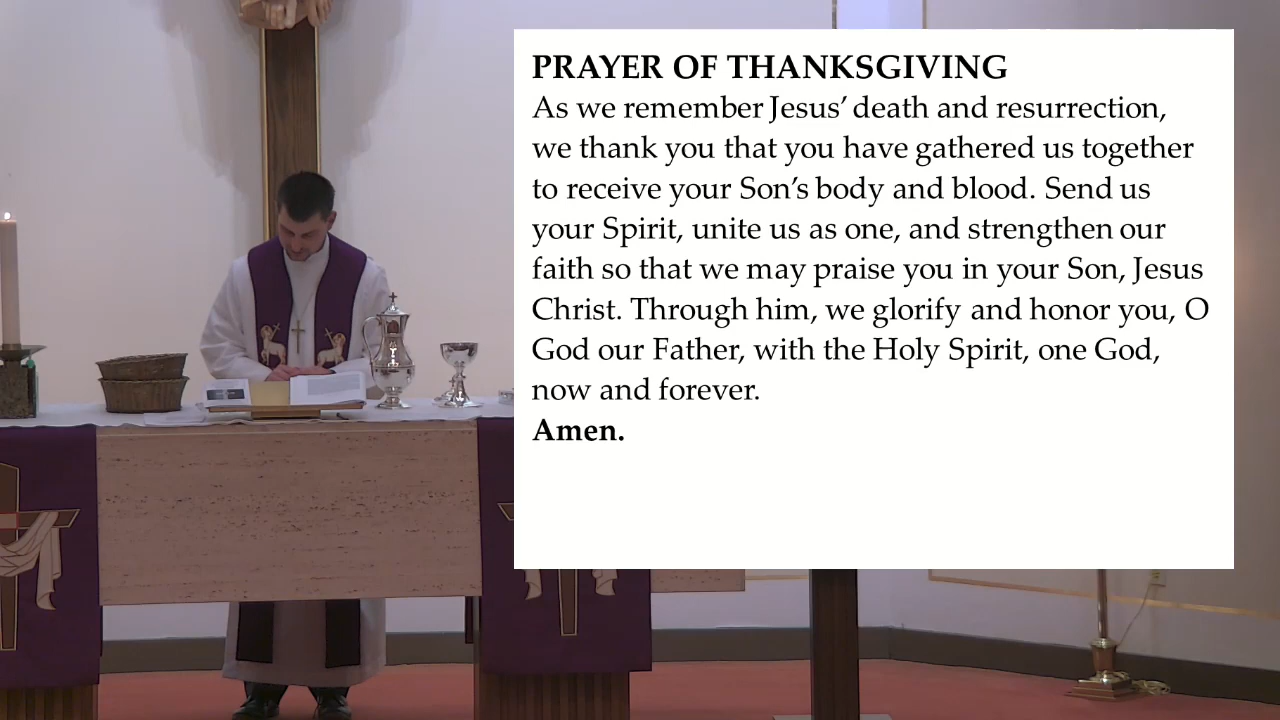 PRAYER OF THANKSGIVING
As we remember Jesus’ death and resurrection,
we thank you that you have gathered us together
to receive your Son’s body and blood. Send us
your Spirit, unite us as one, and strengthen our
faith so that we may praise you in your Son, Jesus
Christ. Through him, we glorify and honor you, O
God our Father, with the Holy Spirit, one God,
now and forever.
Amen.